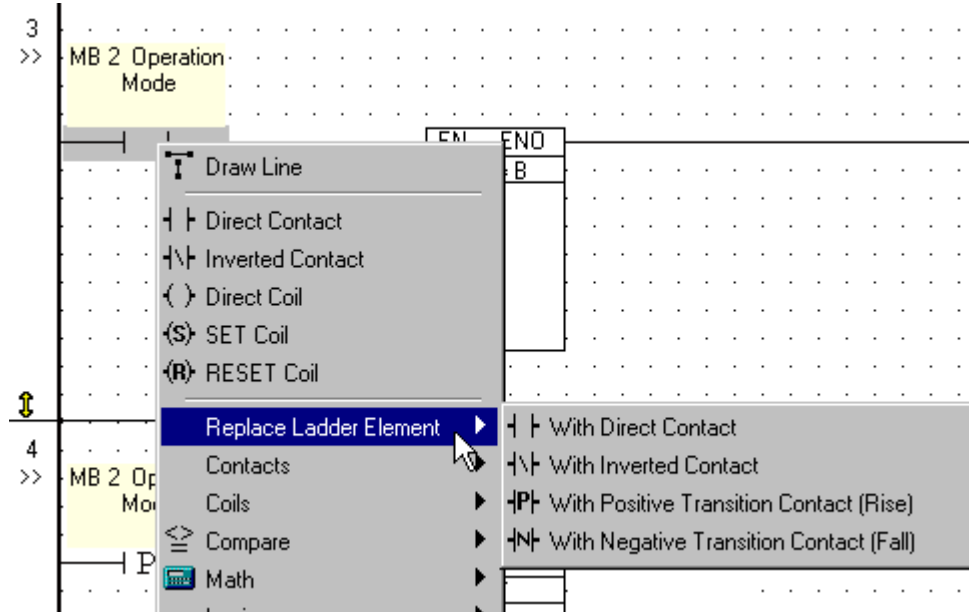 3
>>
MB 2 Operation
Mode
EN ENO
B
Draw Line
Direct Contact
Inverted Contact
Direct Coil
(S) SET Coil
(R) RESET Coil
Replace Ladder Element
With Direct Contact
4
Contacts
With Inverted Contact
>>
MB 2 Op
Mo
Coils
P With Positive Transition Contact (Rise)
Compare
N With Negative Transition Contact (Fall)
P
Math